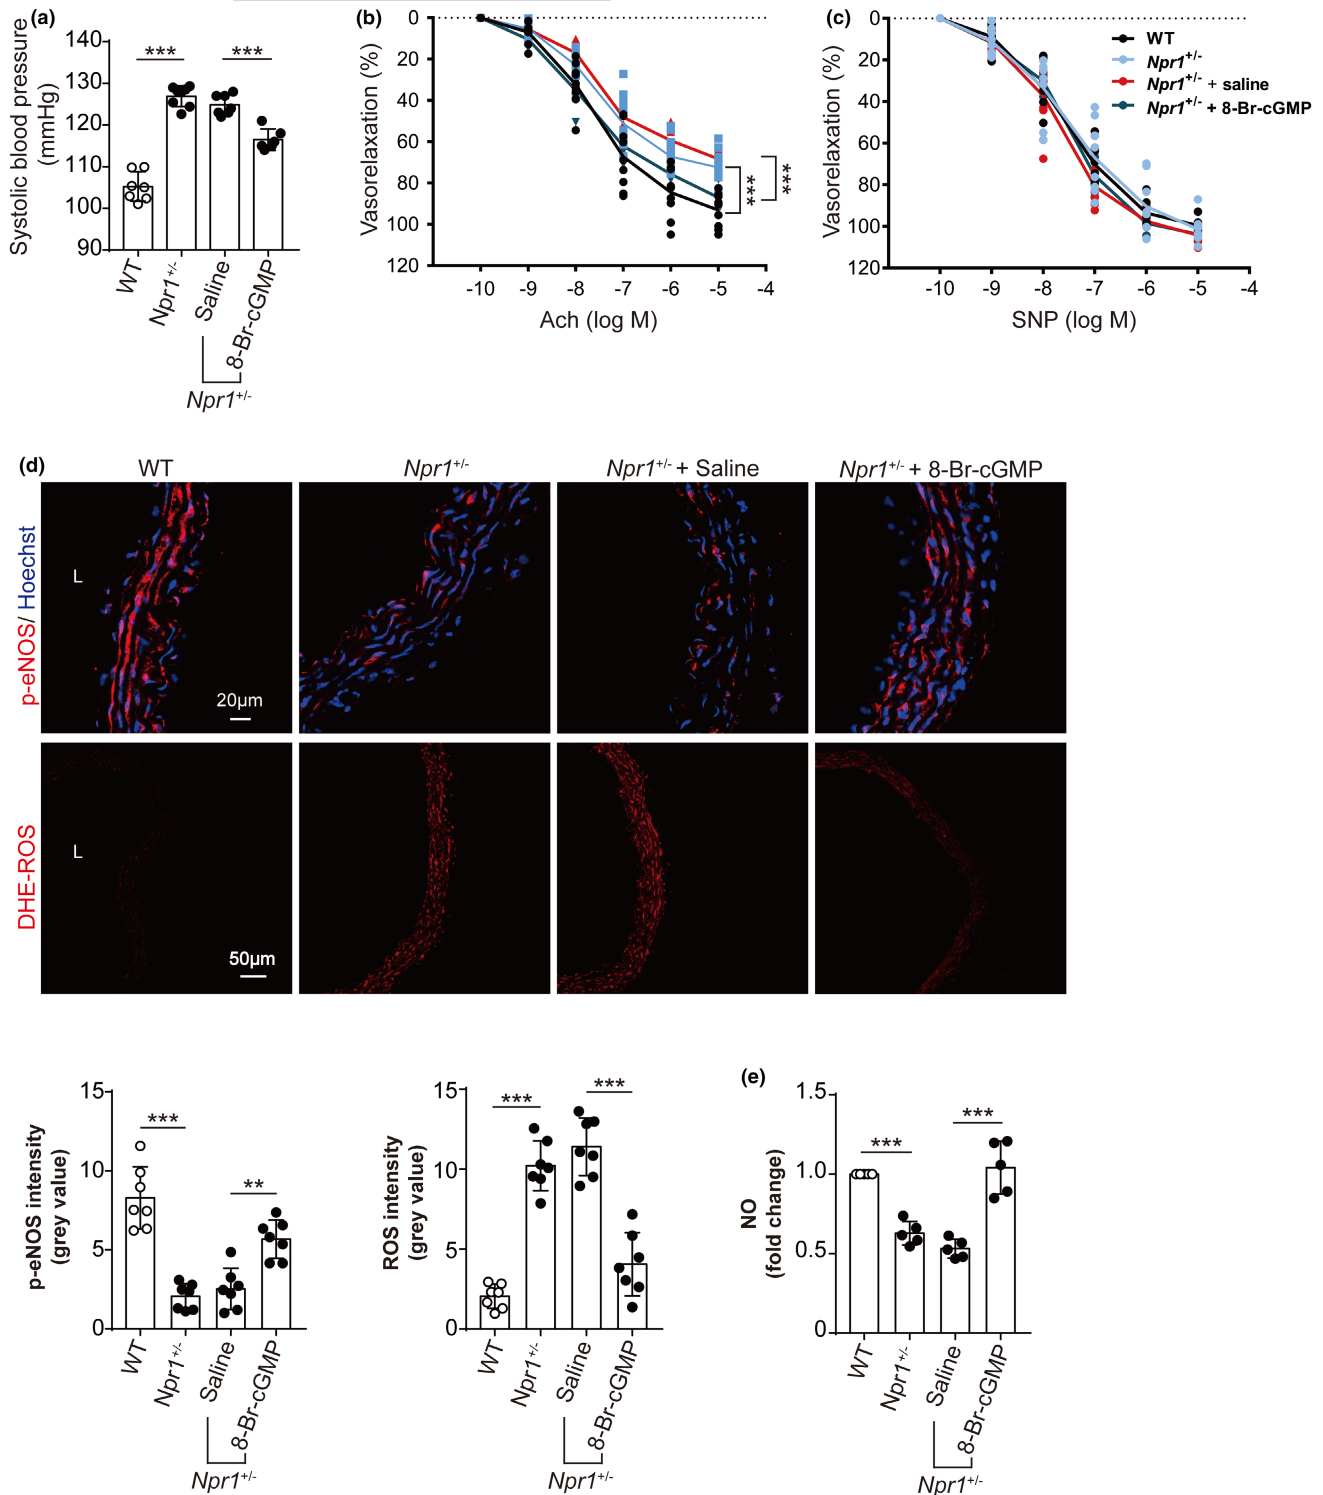 (a)
Systolic blood pressure
(mmHg)
140
130
120
110
100
90
***
***
WT
Npr1+/-
Saline
8-Br-cGMP
Npr1+/-
(b)
Vasorelaxation (%)
0
20
40
60
80
100
120
***
***
-10
-9
-8
-7
-6
-5
-4
Ach (log M)
(c)
Vasorelaxation (%)
0
20
40
60
80
100
120
WT
Npr1+/-
Npr1+/- + saline
Npr1+/- + 8-Br-cGMP
-10
-9
-8
-7
-6
-5
-4
SNP (log M)
(d)
WT
Npr1+/-
Npr1+/- + Saline
Npr1+/- + 8-Br-cGMP
p-eNOS/ Hoechst
L
20μm
DHE-ROS
L
50μm
p-eNOS intensity
(grey value)
15
10
5
0
***
**
WT
Npr1+/-
Saline
8-Br-cGMP
Npr1+/-
ROS intensity
(grey value)
15
10
5
0
***
***
WT
Npr1+/-
Saline
8-Br-cGMP
Npr1+/-
(e)
NO
(fold change)
1.5
1.0
0.5
0
***
***
WT
Npr1+/-
Saline
8-Br-cGMP
Npr1+/-